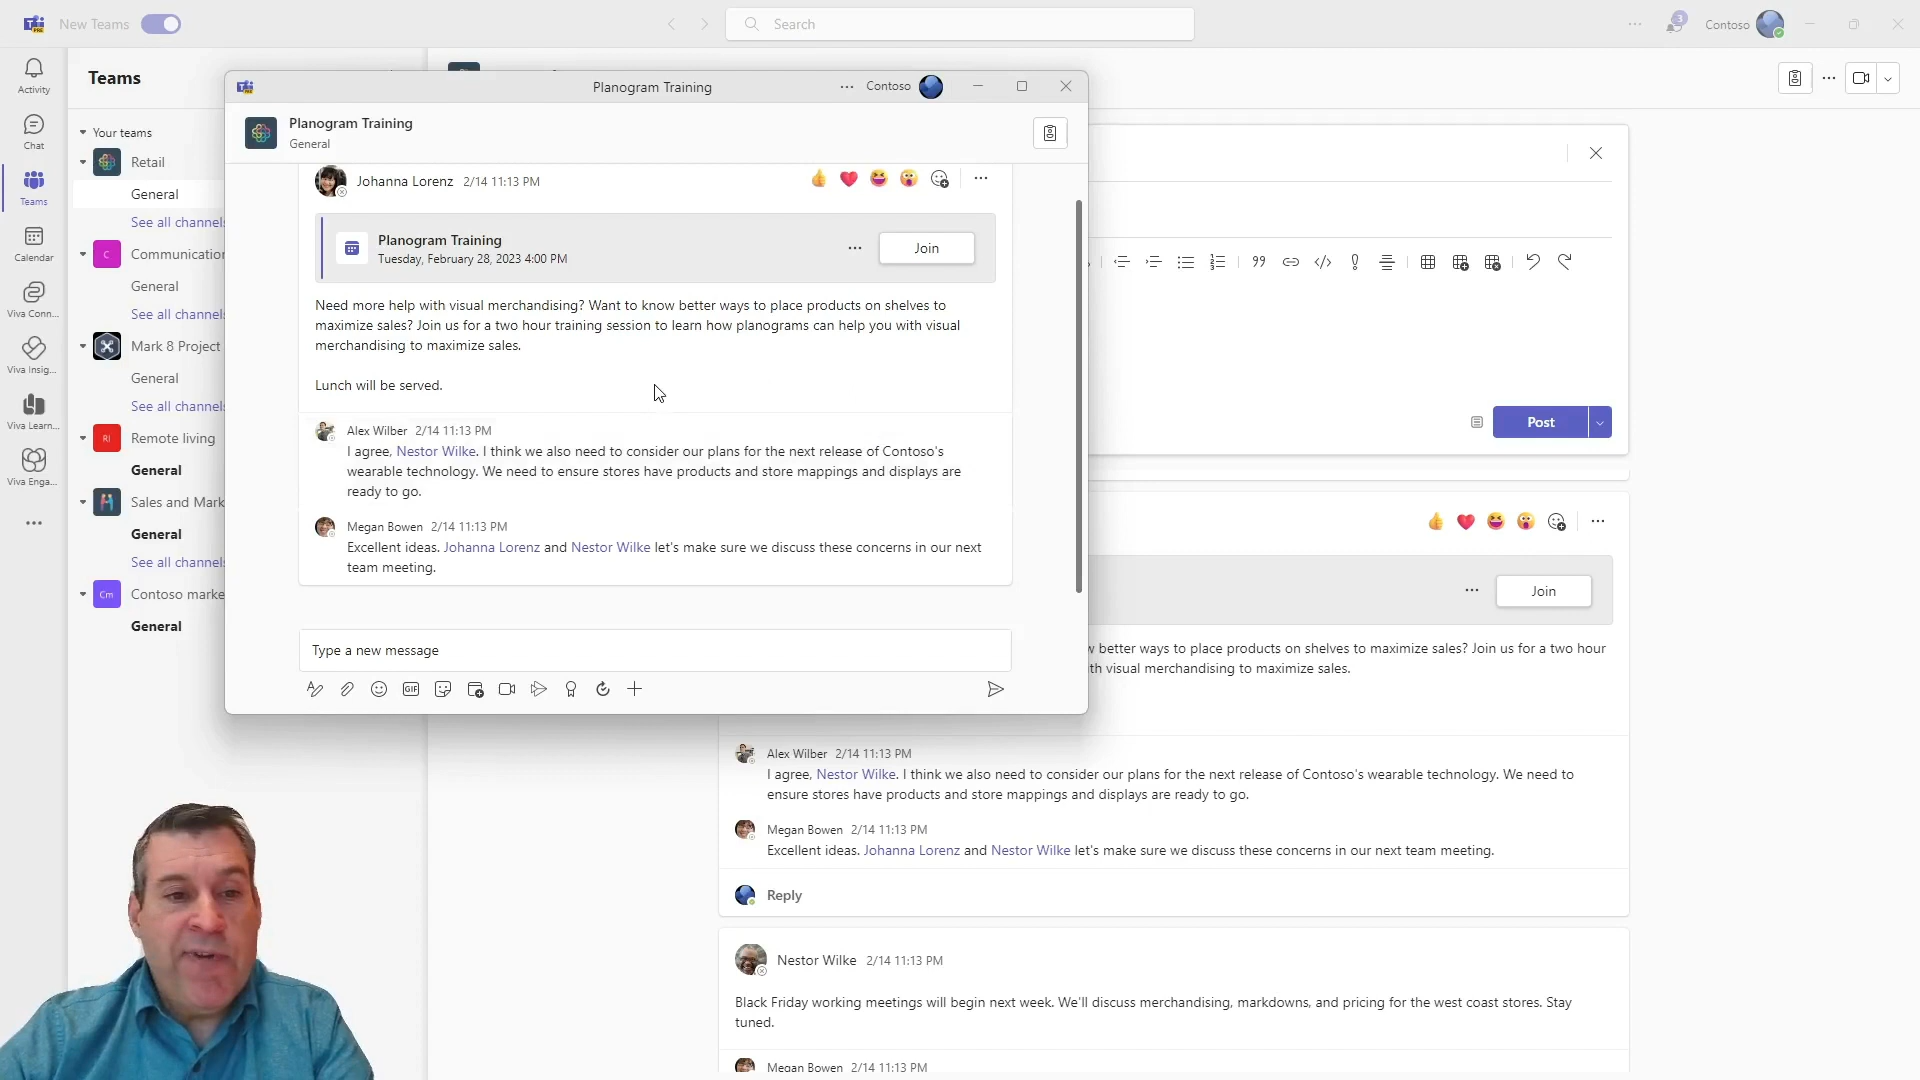 New Teams
Search
3
Contoso
Activity
Chat
Teams
Calendar
Viva Conn...
Viva Insig...
Viva Learn...
Viva Enga...
Teams
Your teams
Retail
General
See all channels
C
Communication
General
See all channels
Mark 8 Project
General
See all channels
RI
Remote living
General
Sales and Mark
General
See all channels
Cm
Contoso marke
General
Planogram Training
Contoso
Planogram Training
General
Johanna Lorenz 2/14 11:13 PM
Planogram Training
Tuesday, February 28, 2023 4:00 PM
Join
Need more help with visual merchandising? Want to know better ways to place products on shelves to
maximize sales? Join us for a two hour training session to learn how planograms can help you with visual
merchandising to maximize sales.
Lunch will be served.
Alex Wilber 2/14 11:13 PM
I agree, Nestor Wilke. I think we also need to consider our plans for the next release of Contoso's
wearable technology. We need to ensure stores have products and store mappings and displays are
ready to go.
Megan Bowen 2/14 11:13 PM
Excellent ideas. Johanna Lorenz and Nestor Wilke let's make sure we discuss these concerns in our next
team meeting.
Type a new message
GIF
Post
Join
better ways to place products on shelves to maximize sales? Join us for a two hour
th visual merchandising to maximize sales.
Alex Wilber 2/14 11:13 PM
I agree, Nestor Wilke. I think we also need to consider our plans for the next release of Contoso's wearable technology. We need to
ensure stores have products and store mappings and displays are ready to go.
Megan Bowen 2/14 11:13 PM
Excellent ideas. Johanna Lorenz and Nestor Wilke let's make sure we discuss these concerns in our next team meeting.
Reply
Nestor Wilke 2/14 11:13 PM
Black Friday working meetings will begin next week. We'll discuss merchandising, markdowns, and pricing for the west coast stores. Stay
tuned.
Megan Bowen 2/14 11:13 PM